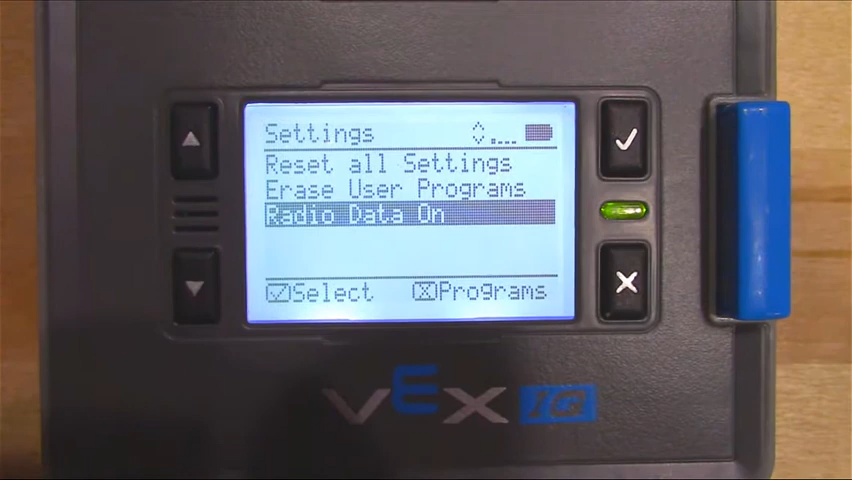 Settings
Reset all Settings
Erase User Programs
Radio Data On
Select Programs
VEX IQ